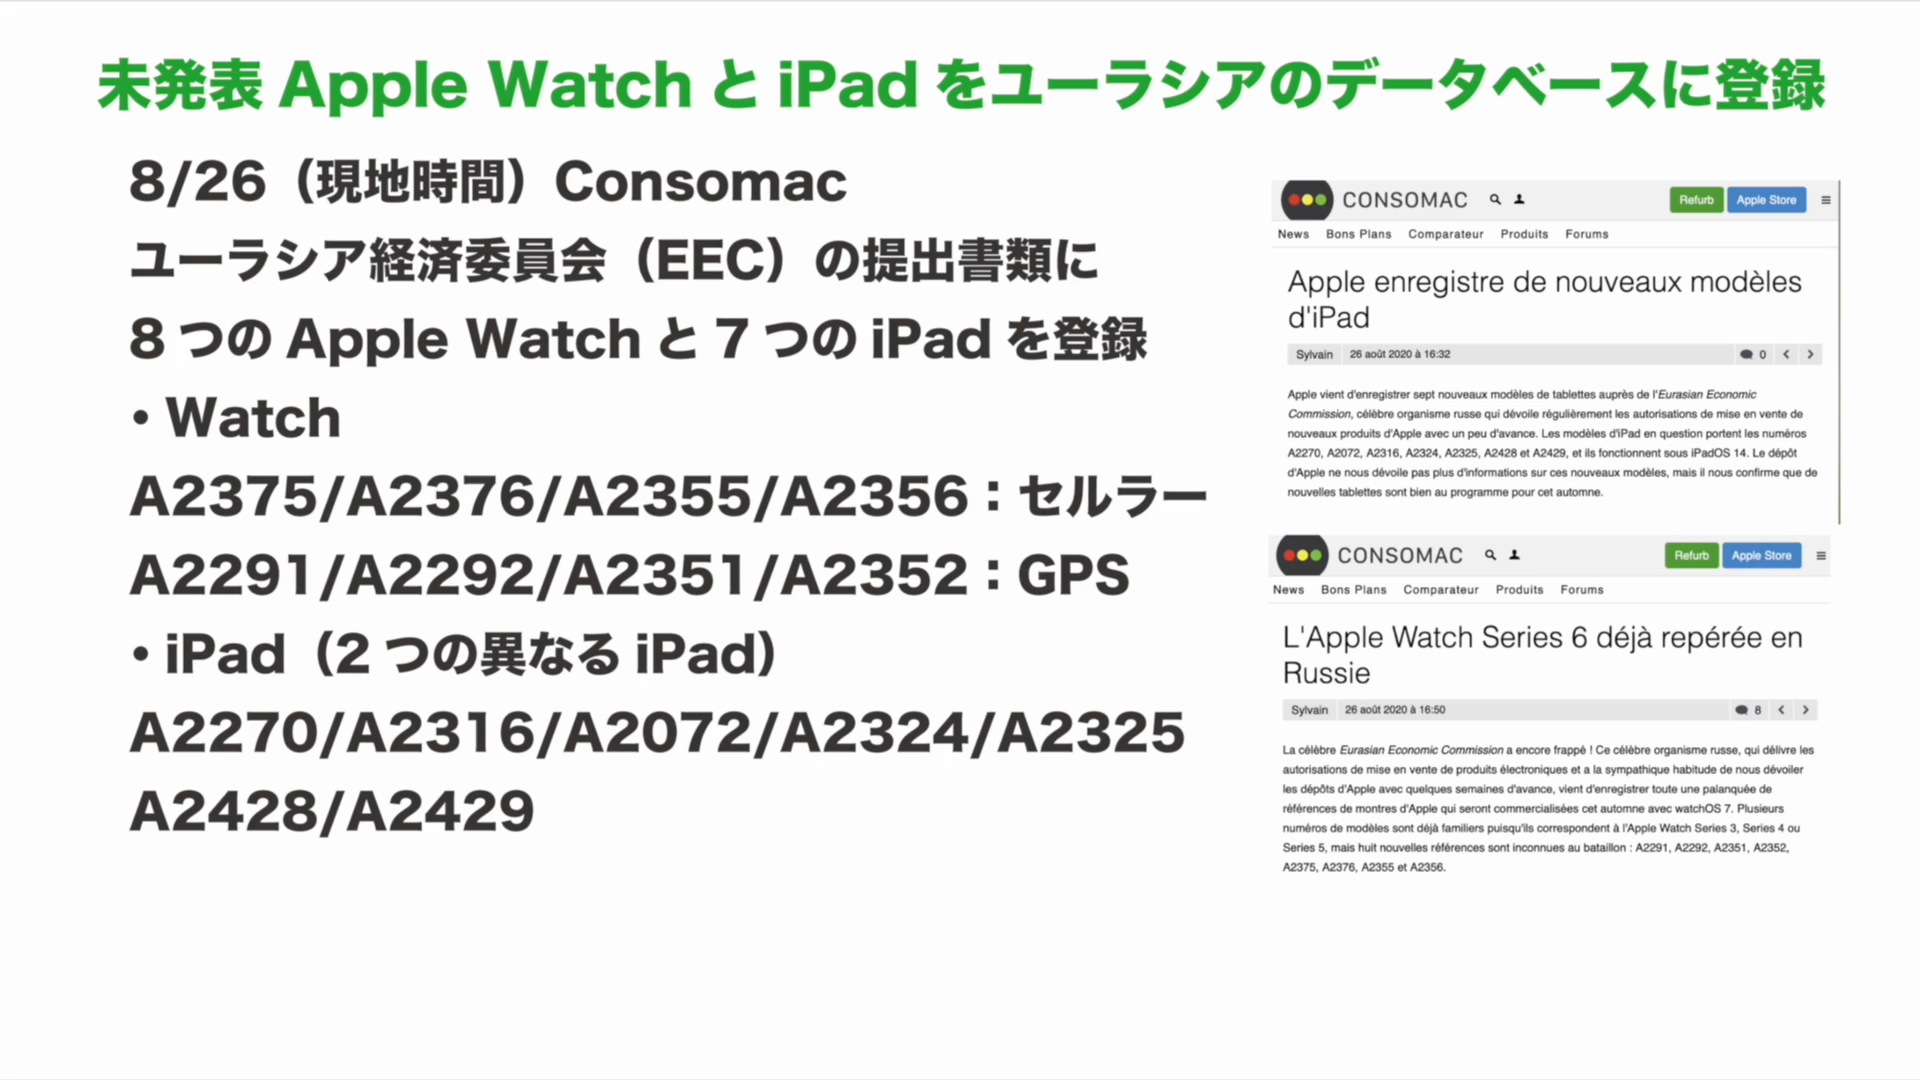 未発表 Apple Watch と iPad をユーラシアのデータベースに登録
8/26（現地時間）Consomac
ユーラシア経済委員会（EEC）の提出書類に
8 つの Apple Watch と 7 つの iPad を登録
• Watch
A2375/A2376/A2355/A2356：セルラー
A2291/A2292/A2351/A2352：GPS
• iPad（2 つの異なる iPad）
A2270/A2316/A2072/A2324/A2325
A2428/A2429
CONSOMAC Refurb Apple Store
News Bons Plans Comparateur Produits Forums
Apple enregistre de nouveaux modèles
d'iPad
Sylvain 26 août 2020 à 16:32 0
Apple vient d'enregistrer sept nouveaux modèles de tablettes auprès de l'Eurasian Economic
Commission, célèbre organisme russe qui dévoile régulièrement les autorisations de mise en vente de
nouveaux produits d'Apple avec un peu d'avance. Les modèles d'iPad en question portent les numéros
A2270, A2072, A2316, A2324, A2325, A2428 et A2429, et ils fonctionnent sous iPadOS 14. Le dépôt
d'Apple ne nous dévoile pas plus d'informations sur ces nouveaux modèles, mais il nous confirme que de
nouvelles tablettes sont bien au programme pour cet automne.
CONSOMAC Refurb Apple Store
News Bons Plans Comparateur Produits Forums
L'Apple Watch Series 6 déjà repérée en
Russie
Sylvain 26 août 2020 à 16:50 8
La célèbre Eurasian Economic Commission a encore frappé ! Ce célèbre organisme russe, qui délivre les
autorisations de mise en vente de produits électroniques et a la sympathique habitude de nous dévoiler
les dépôts d'Apple avec quelques semaines d'avance, vient d'enregistrer toute une palanquée de
références de montres d'Apple qui seront commercialisées cet automne avec watchOS 7. Plusieurs
numéros de modèles sont déjà familiers puisqu'ils correspondent à l'Apple Watch Series 3, Series 4 ou
Series 5, mais huit nouvelles références sont inconnues au bataillon : A2291, A2292, A2351, A2352,
A2375, A2376, A2355 et A2356.